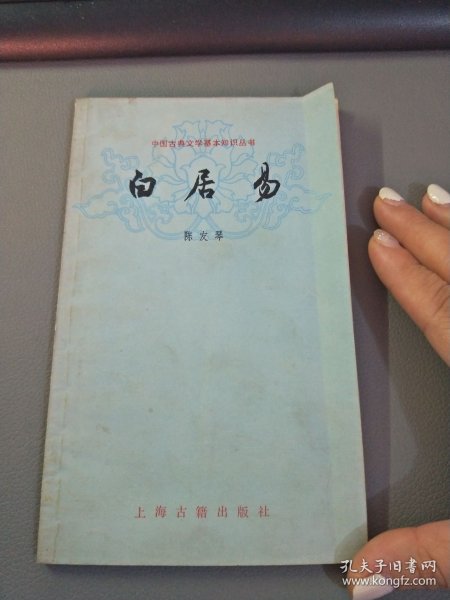 中国古典文学基本知识丛书
白居易
陈友琴
上海古籍出版社
孔夫子旧书网
www.kongfz.com